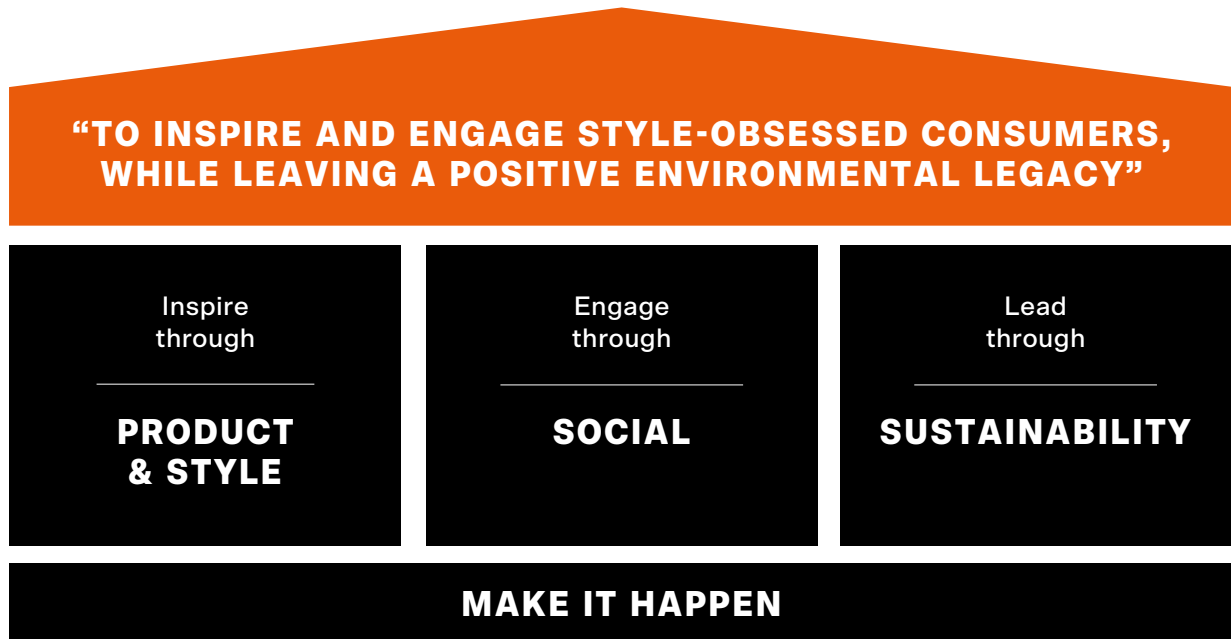 “TO INSPIRE AND ENGAGE STYLE-OBSESSED CONSUMERS,
WHILE LEAVING A POSITIVE ENVIRONMENTAL LEGACY”
Inspire
through
PRODUCT
& STYLE
Engage
through
SOCIAL
Lead
through
SUSTAINABILITY
MAKE IT HAPPEN